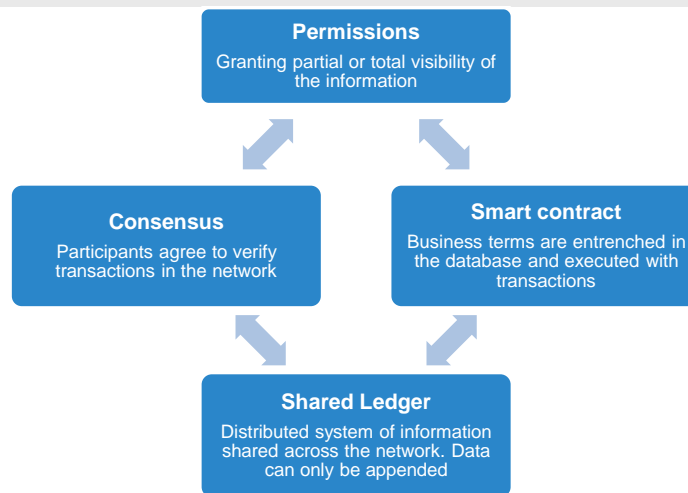 Permissions
Granting partial or total visibility of
the information
Consensus
Participants agree to verify
transactions in the network
Smart contract
Business terms are entrenched in
the database and executed with
transactions
Shared Ledger
Distributed system of information
shared across the network. Data
can only be appended